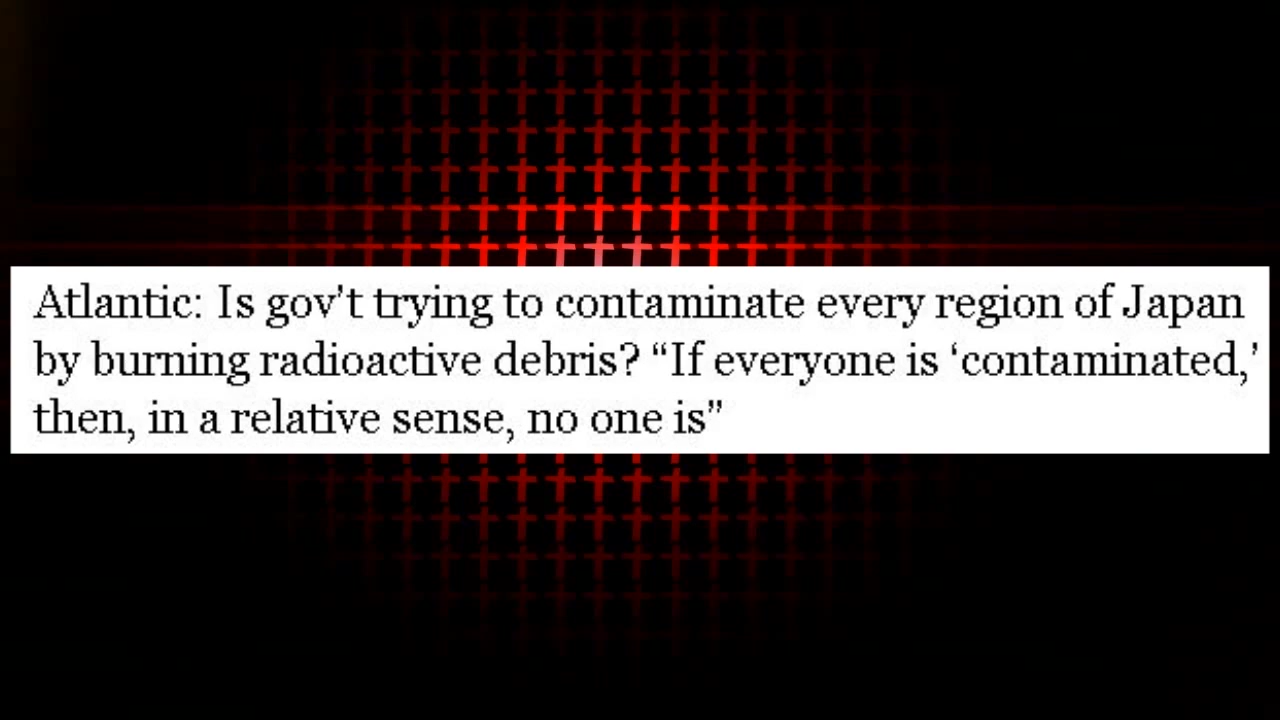 Atlantic: Is gov’t trying to contaminate every region of Japan
by burning radioactive debris? “If everyone is ‘contaminated,’
then, in a relative sense, no one is”